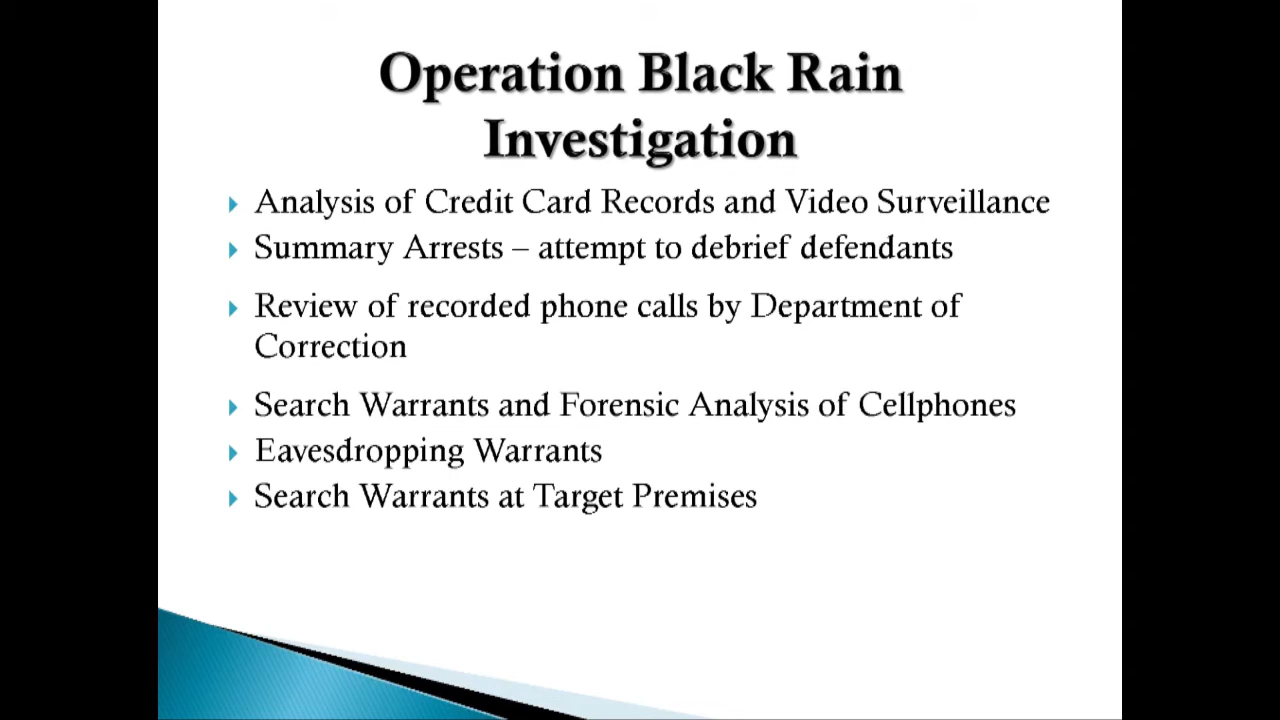 Operation Black Rain
Investigation
Analysis of Credit Card Records and Video Surveillance
Summary Arrests – attempt to debrief defendants
Review of recorded phone calls by Department of
Correction
Search Warrants and Forensic Analysis of Cellphones
Eavesdropping Warrants
Search Warrants at Target Premises